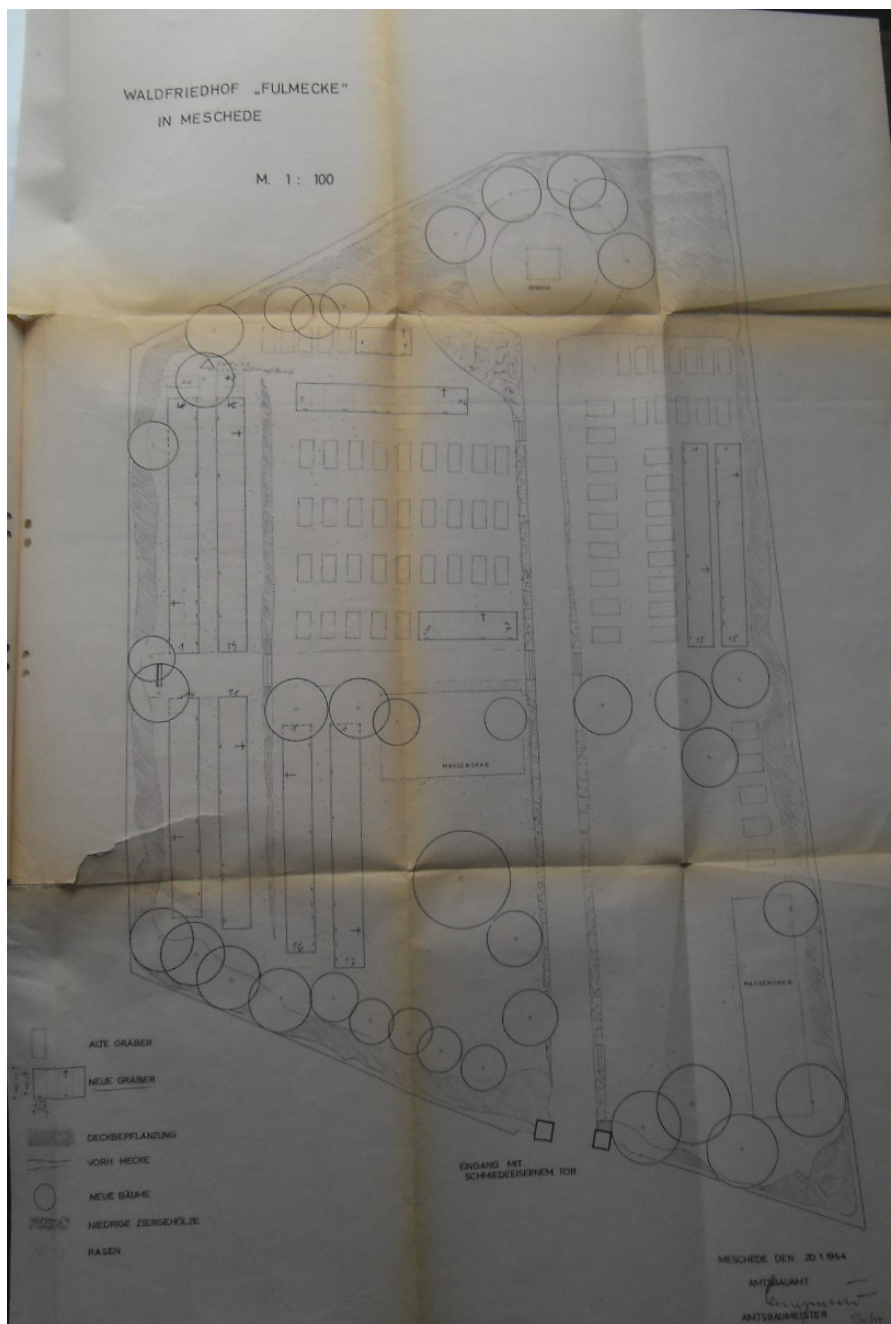 WALDFRIEDHOF „FULMECKE"
IN MESCHEDE
M. 1 : 100
DENKMAL
MASSENGRAB
MASSENGRAB
ALTE GRÄBER
NEUE GRÄBER
DECKBEPFLANZUNG
VORH. HECKE
NEUE BÄUME
NIEDRIGE ZIERGEHÖLZE
RASEN
EINGANG MIT
SCHMIEDEEISERNEM TOR
MESCHEDE DEN 20.1.1964
AMTSBAUAMT
AMTSBAUMEISTER